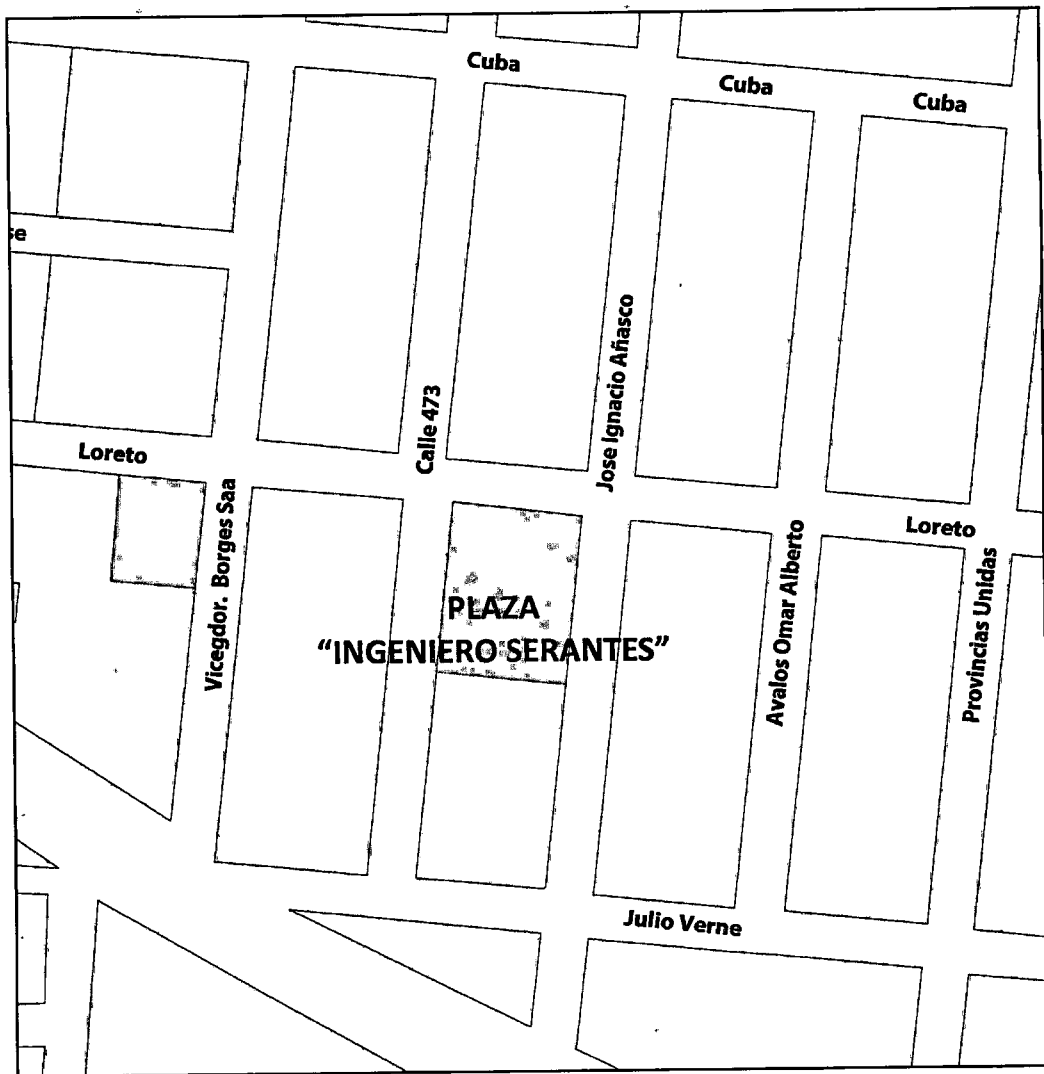 Cuba
Cuba
Cuba
se
Jose Ignacio Añasco
Calle 473
Loreto
Vicegdor. Borges Saa
Loreto
Avalos Omar Alberto
Provincias Unidas
PLAZA
“INGENIERO SERANTES”
Julio Verne